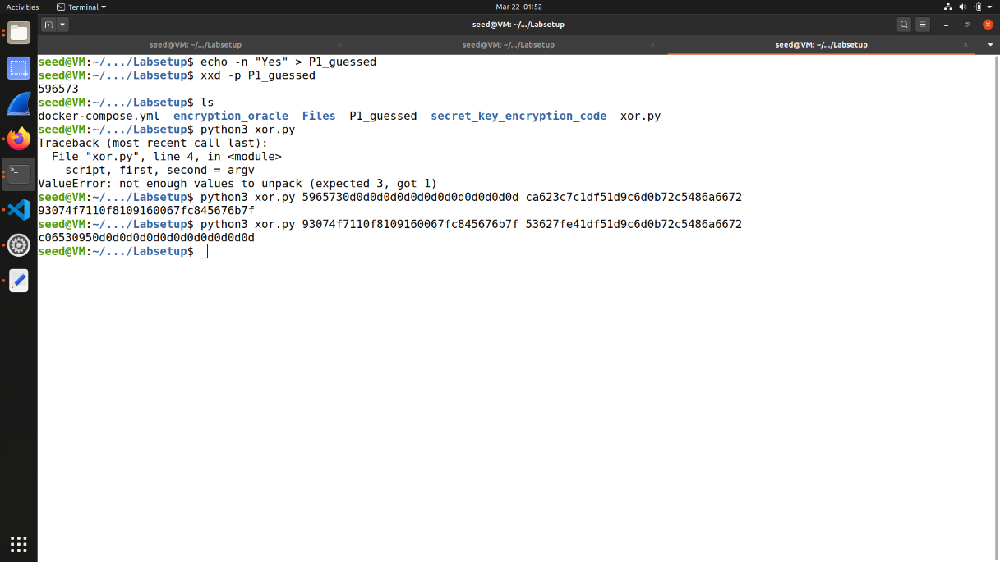 Activities Terminal Mar 22 01:52
seed@VM: ~/.../Labsetup
seed@VM: ~/.../Labsetup × seed@VM: ~/.../Labsetup × seed@VM: ~/.../Labsetup ×
seed@VM:~/.../Labsetup$ echo -n "Yes" > P1_guessed
seed@VM:~/.../Labsetup$ xxd -p P1_guessed
596573
seed@VM:~/.../Labsetup$ ls
docker-compose.yml encryption_oracle Files P1_guessed secret_key_encryption_code xor.py
seed@VM:~/.../Labsetup$ python3 xor.py
Traceback (most recent call last):
File "xor.py", line 4, in <module>
script, first, second = argv
ValueError: not enough values to unpack (expected 3, got 1)
seed@VM:~/.../Labsetup$ python3 xor.py 5965730d0d0d0d0d0d0d0d0d0d0d0d0d ca623c7c1df51d9c6d0b72c5486a6672
93074f7110f8109160067fc845676b7f
seed@VM:~/.../Labsetup$ python3 xor.py 93074f7110f8109160067fc845676b7f 53627fe41df51d9c6d0b72c5486a6672
c06530950d0d0d0d0d0d0d0d0d0d0d0d
seed@VM:~/.../Labsetup$